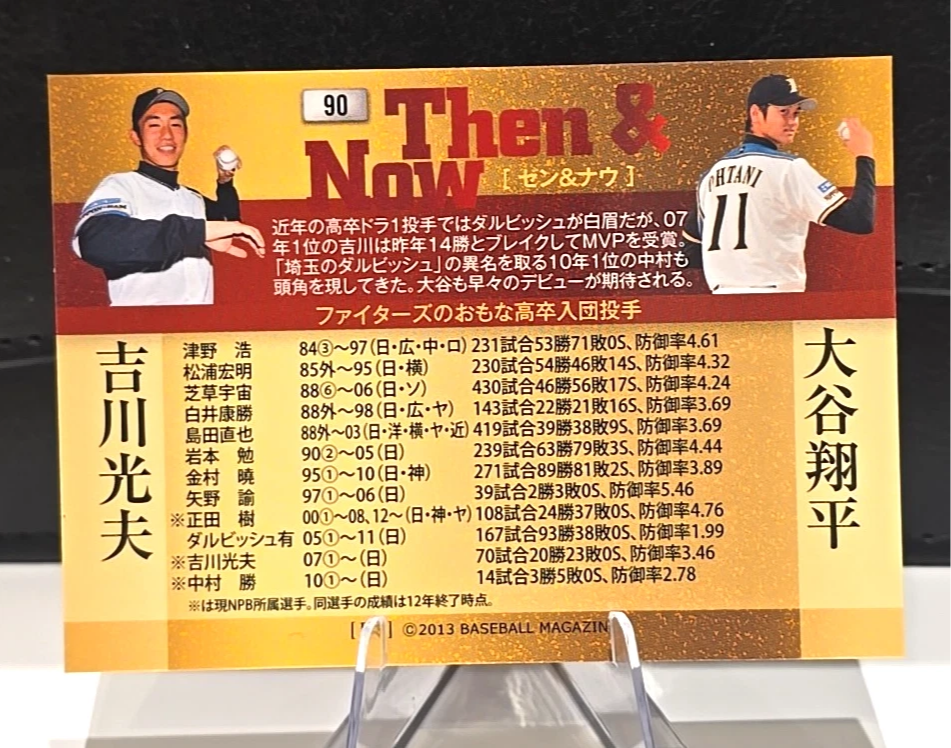 90
Then &
Now
[ ゼン&ナウ ]
OHTANI
11
近年の高卒ドラ1投手ではダルビッシュが白眉だが、07
年1位の吉川は昨年14勝とブレイクしてMVPを受賞。
「埼玉のダルビッシュ」の異名を取る10年1位の中村も
頭角を現してきた。大谷も早々のデビューが期待される。
ファイターズのおもな高卒入団投手
吉川光夫
津野 浩 84③〜97(日・広・中・ロ) 231試合53勝71敗0S、防御率4.61
松浦宏明 85外〜95(日・横) 230試合54勝46敗14S、防御率4.32
芝草宇宙 88⑥〜06(日・ソ) 430試合46勝56敗17S、防御率4.24
白井康勝 88外〜98(日・広・ヤ) 143試合22勝21敗16S、防御率3.69
島田直也 88外〜03(日・洋・横・ヤ・近) 419試合39勝38敗9S、防御率3.69
岩本 勉 90②〜05(日) 239試合63勝79敗3S、防御率4.44
金村 曉 95①〜10(日・神) 271試合89勝81敗2S、防御率3.89
矢野 諭 97①〜06(日) 39試合2勝3敗0S、防御率5.46
※正田 樹 00①〜08、12〜(日・神・ヤ) 108試合24勝37敗0S、防御率4.76
ダルビッシュ有 05①〜11(日) 167試合93勝38敗0S、防御率1.99
※吉川光夫 07①〜(日) 70試合20勝23敗0S、防御率3.46
※中村 勝 10①〜(日) 14試合3勝5敗0S、防御率2.78
※は現NPB所属選手。同選手の成績は12年終了時点。
大谷翔平
©2013 BASEBALL MAGAZIN